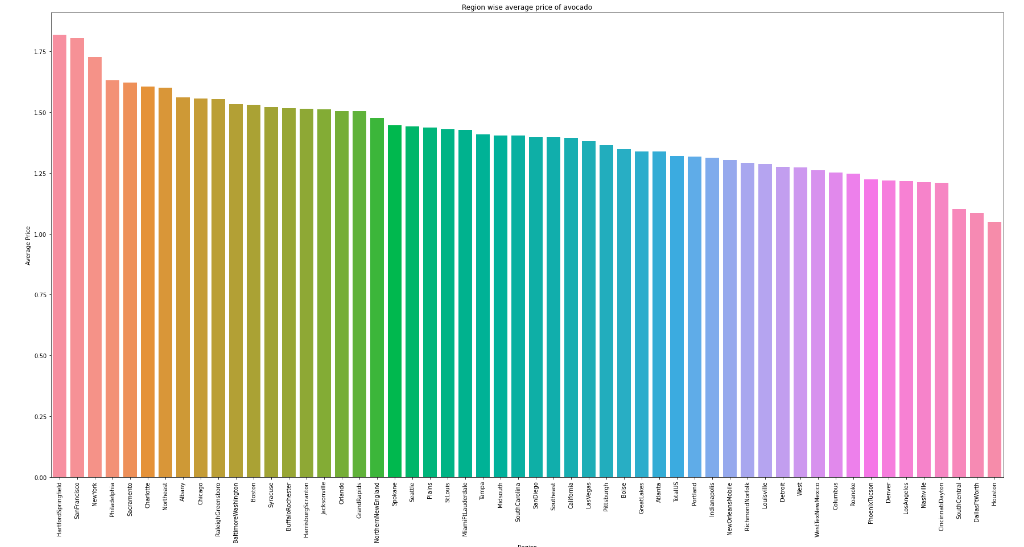 Region wise average price of avocado
1.75
1.50
1.25
1.00
0.75
0.50
0.25
0.00
Average Price
HartfordSpringfield
SanFrancisco
NewYork
Philadelphia
Sacramento
Charlotte
Northeast
Albany
Chicago
RaleighGreensboro
BaltimoreWashington
Boston
Syracuse
BuffaloRochester
HarrisburgScranton
Jacksonville
Orlando
GrandRapids
NorthernNewEngland
Spokane
Seattle
Plains
StLouis
MiamiFtLauderdale
Tampa
Midsouth
SouthCarolina
SanDiego
Southeast
California
LasVegas
Pittsburgh
Boise
GreatLakes
Atlanta
TotalUS
Portland
Indianapolis
NewOrleansMobile
RichmondNorfolk
Louisville
Detroit
West
WestTexNewMexico
Columbus
Roanoke
PhoenixTucson
Denver
LosAngeles
Nashville
CincinnatiDayton
SouthCentral
DallasFtWorth
Houston
Region